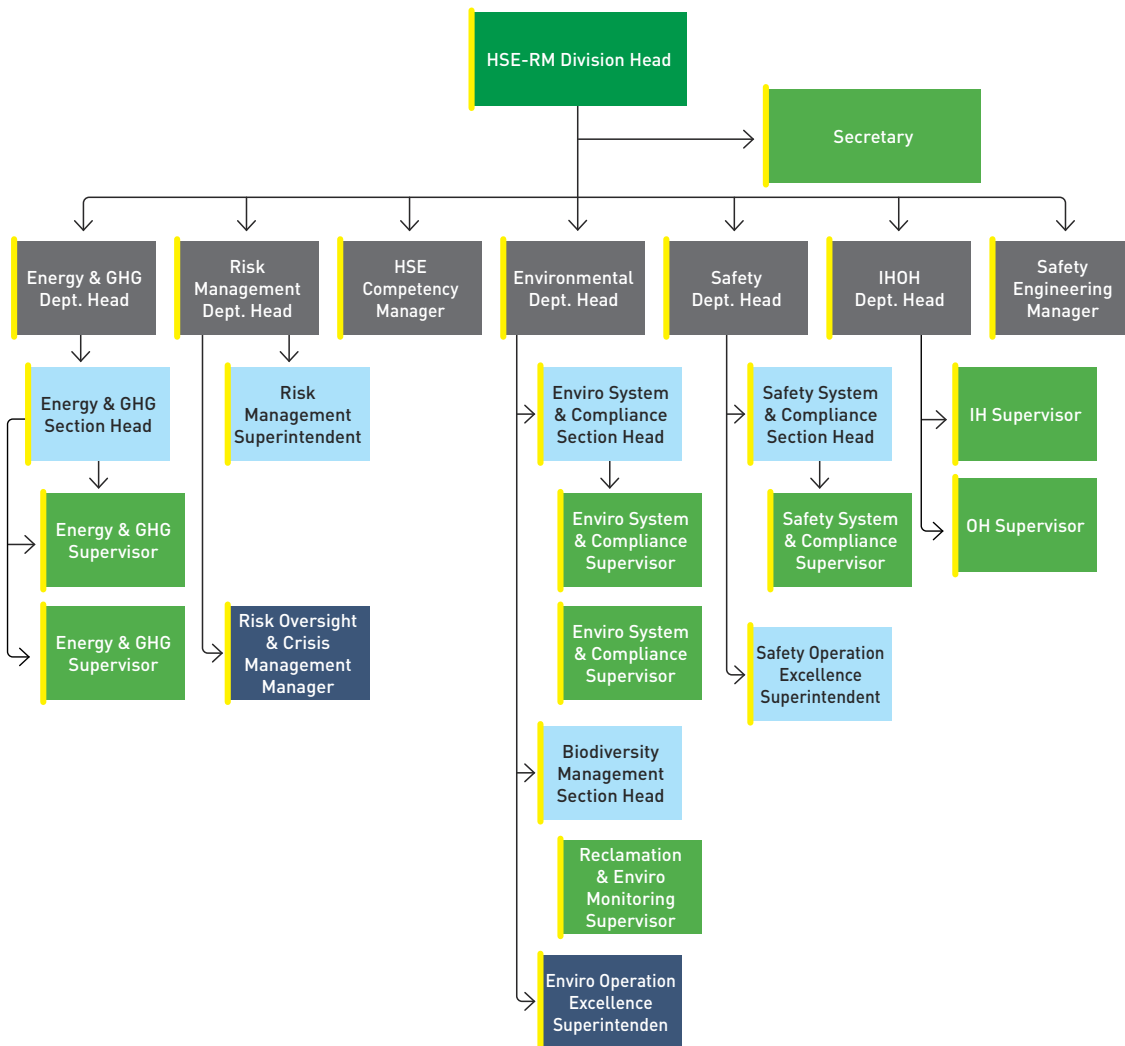 HSE-RM Division Head
Secretary
Energy & GHG
Dept. Head
Risk
Management
Dept. Head
HSE
Competency
Manager
Environmental
Dept. Head
Safety
Dept. Head
IHOH
Dept. Head
Safety
Engineering
Manager
Energy & GHG
Section Head
Risk
Management
Superintendent
Enviro System
& Compliance
Section Head
Safety System
& Compliance
Section Head
IH Supervisor
Energy & GHG
Supervisor
Enviro System
& Compliance
Supervisor
Safety System
& Compliance
Supervisor
OH Supervisor
Energy & GHG
Supervisor
Risk Oversight
& Crisis
Management
Manager
Enviro System
& Compliance
Supervisor
Safety Operation
Excellence
Superintendent
Biodiversity
Management
Section Head
Reclamation
& Enviro
Monitoring
Supervisor
Enviro Operation
Excellence
Superintenden